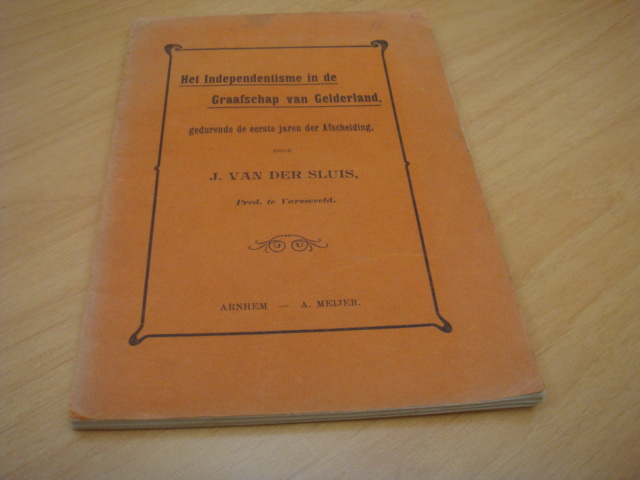 Het Independentisme in de
Graafschap van Gelderland,
gedurende de eerste jaren der Afscheiding,
DOOR
J. VAN DER SLUIS,
Pred. te Varsseveld.
ARNHEM — A. MEIJER.